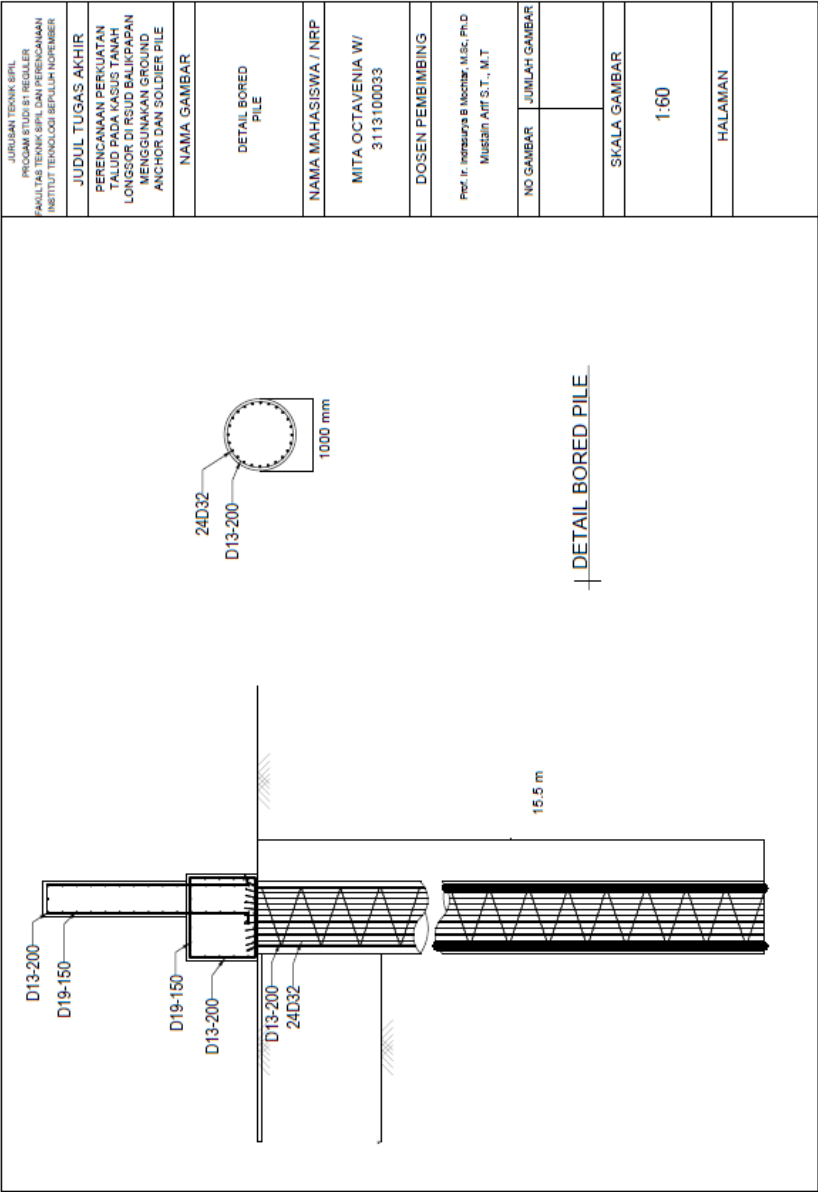 JURUSAN TEKNIK SIPIL
PROGAM STUDI S1 REGULER
FAKULTAS TEKNIK SIPIL DAN PERENCANAAN
INSTITUT TEKNOLOGI SEPULUH NOPEMBER
JUDUL TUGAS AKHIR
PERENCANAAN PERKUATAN
TALUD PADA KASUS TANAH
LONGSOR DI RSUD BALIKPAPAN
MENGGUNAKAN GROUND
ANCHOR DAN SOLDIER PILE
NAMA GAMBAR
DETAIL BORED
PILE
NAMA MAHASISWA / NRP
MITA OCTAVENIA W/
3113100033
DOSEN PEMBIMBING
Prof. Ir. Indrasurya B Mochtar, M.Sc, Ph.D
Mustain Arif S.T., M.T
NO GAMBAR
JUMLAH GAMBAR
SKALA GAMBAR
1:60
HALAMAN
24D32
D13-200
1000 mm
DETAIL BORED PILE
D13-200
D19-150
D19-150
D13-200
D13-200
24D32
15.5 m